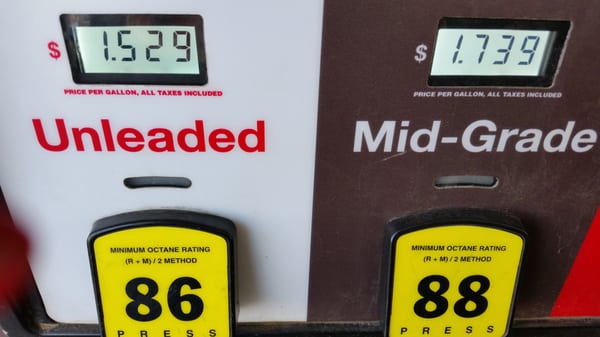 $ 1.529
PRICE PER GALLON, ALL TAXES INCLUDED
Unleaded
MINIMUM OCTANE RATING
(R + M) / 2 METHOD
86
PRESS
$ 1.739
PRICE PER GALLON, ALL TAXES INCLUDED
Mid-Grade
MINIMUM OCTANE RATING
(R + M) / 2 METHOD
88
PRESS